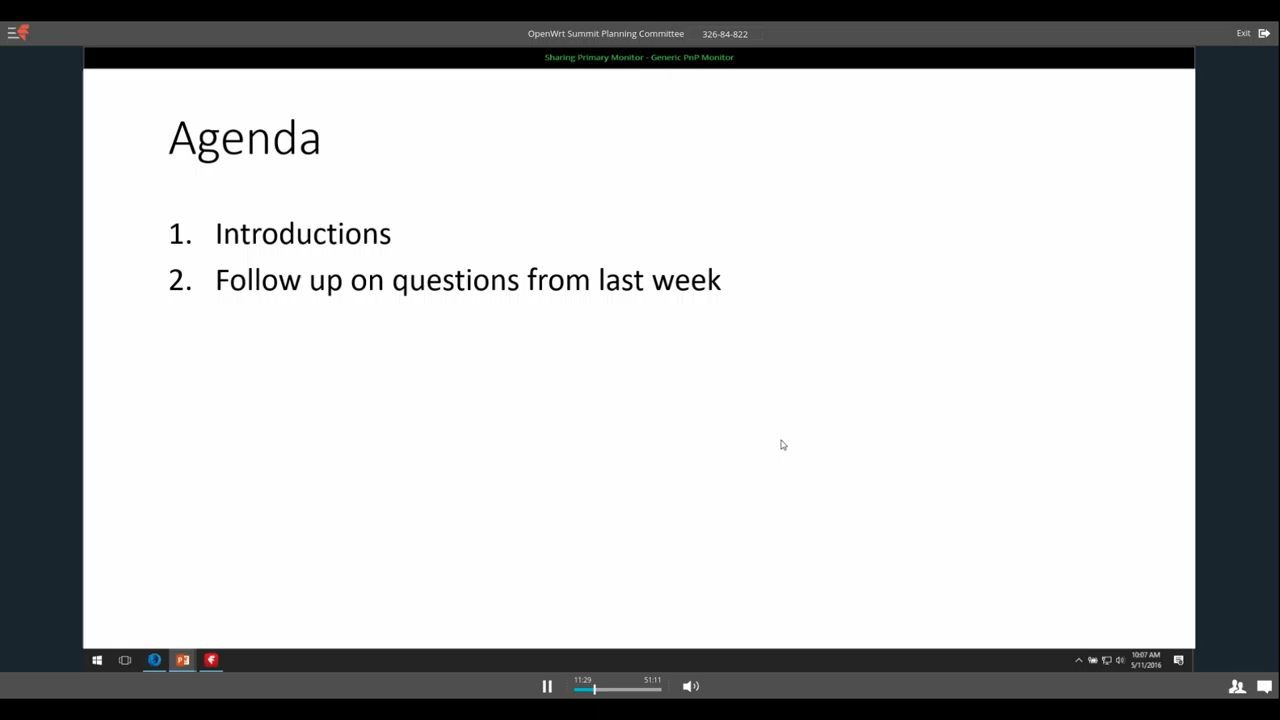 OpenWrt Summit Planning Committee 326-84-822
Exit
Sharing Primary Monitor - Generic PnP Monitor
Agenda
1. Introductions
2. Follow up on questions from last week
10:07 AM
5/11/2016
11:29
51:11